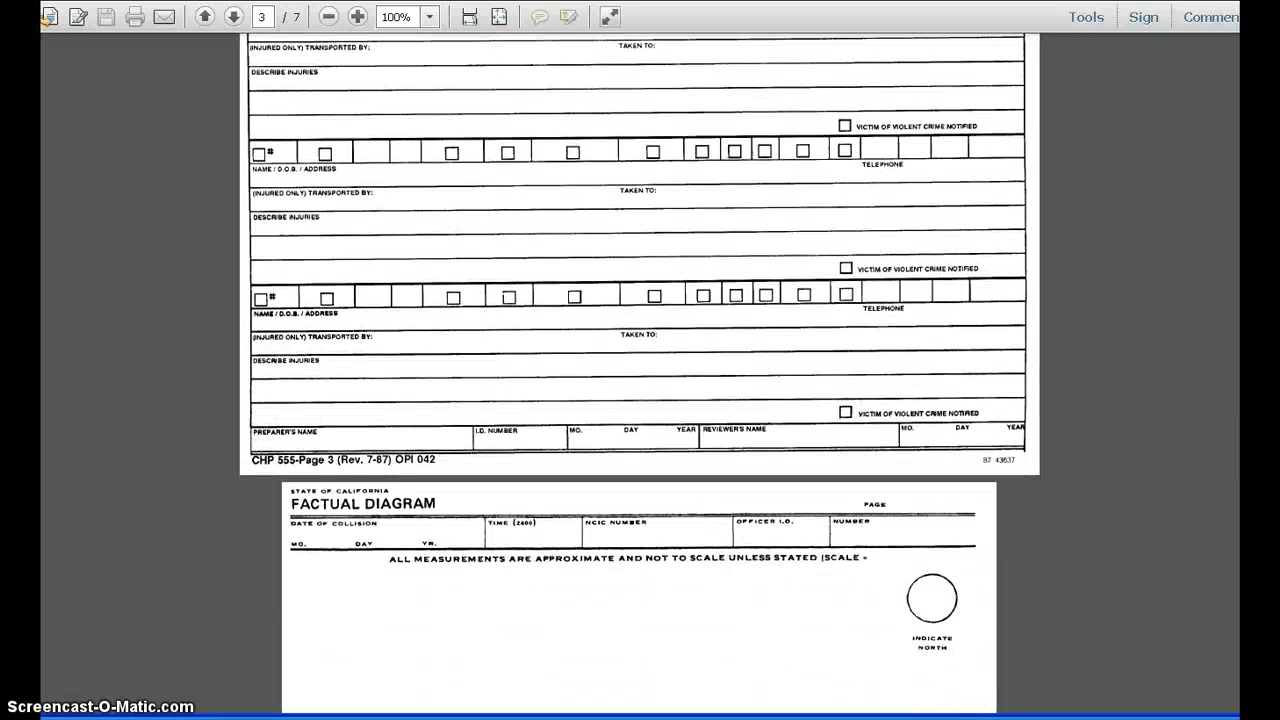 3 / 7 100% Tools Sign Commen
(INJURED ONLY) TRANSPORTED BY: TAKEN TO:
DESCRIBE INJURIES
VICTIM OF VIOLENT CRIME NOTIFIED
#
NAME / D.O.B. / ADDRESS TELEPHONE
(INJURED ONLY) TRANSPORTED BY: TAKEN TO:
DESCRIBE INJURIES
VICTIM OF VIOLENT CRIME NOTIFIED
#
NAME / D.O.B. / ADDRESS TELEPHONE
(INJURED ONLY) TRANSPORTED BY: TAKEN TO:
DESCRIBE INJURIES
VICTIM OF VIOLENT CRIME NOTIFIED
PREPARER'S NAME I.D. NUMBER MO. DAY YEAR REVIEWER'S NAME MO. DAY YEAR
CHP 555-Page 3 (Rev. 7-87) OPI 042 87 43637
STATE OF CALIFORNIA
FACTUAL DIAGRAM PAGE
DATE OF COLLISION TIME (2400) NCIC NUMBER OFFICER I.D. NUMBER
MO. DAY YR.
ALL MEASUREMENTS ARE APPROXIMATE AND NOT TO SCALE UNLESS STATED (SCALE =
INDICATE
NORTH
Screencast-O-Matic.com